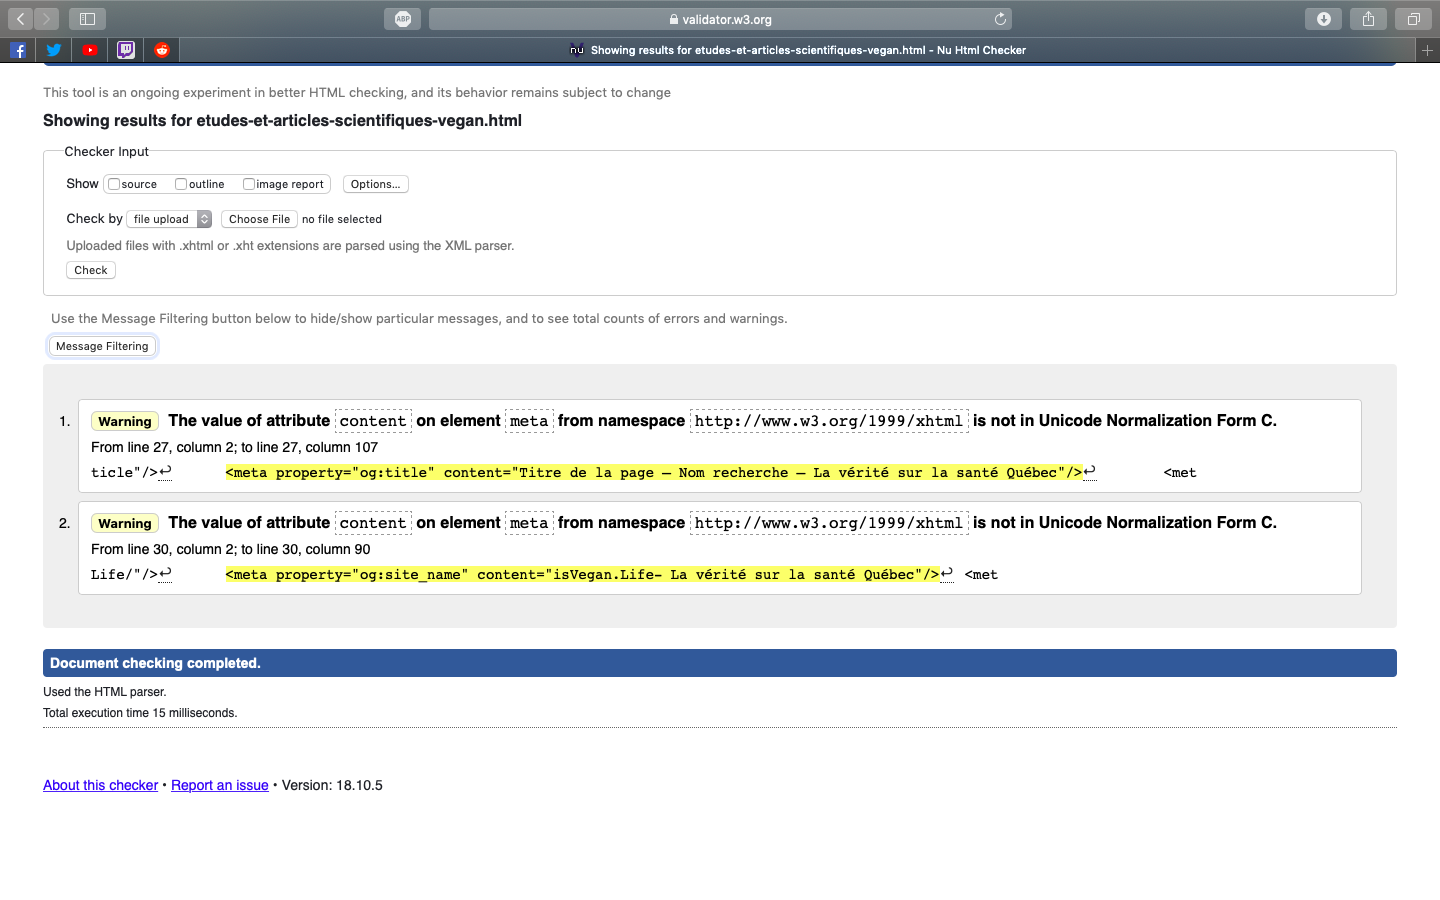 ABP
validator.w3.org
nu Showing results for etudes-et-articles-scientifiques-vegan.html - Nu Html Checker
This tool is an ongoing experiment in better HTML checking, and its behavior remains subject to change
Showing results for etudes-et-articles-scientifiques-vegan.html
Checker Input
Show source outline image report Options...
Check by file upload Choose File no file selected
Uploaded files with .xhtml or .xht extensions are parsed using the XML parser.
Check
Use the Message Filtering button below to hide/show particular messages, and to see total counts of errors and warnings.
Message Filtering
1. Warning The value of attribute content on element meta from namespace http://www.w3.org/1999/xhtml is not in Unicode Normalization Form C.
From line 27, column 2; to line 27, column 107
ticle"/>↩ <meta property="og:title" content="Titre de la page – Nom recherche – La vérité sur la santé Québec"/>↩ <met
2. Warning The value of attribute content on element meta from namespace http://www.w3.org/1999/xhtml is not in Unicode Normalization Form C.
From line 30, column 2; to line 30, column 90
Life/"/>↩ <meta property="og:site_name" content="isVegan.Life- La vérité sur la santé Québec"/>↩ <met
Document checking completed.
Used the HTML parser.
Total execution time 15 milliseconds.
About this checker • Report an issue • Version: 18.10.5